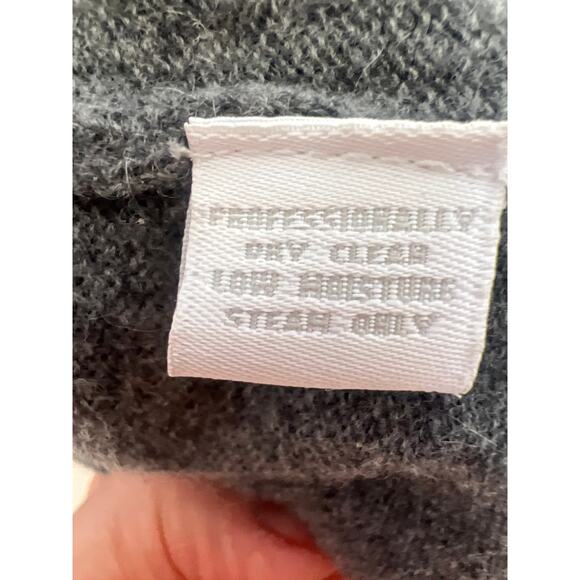 PROFESSIONALLY
DRY CLEAN
LOW MOISTURE
STEAM ONLY